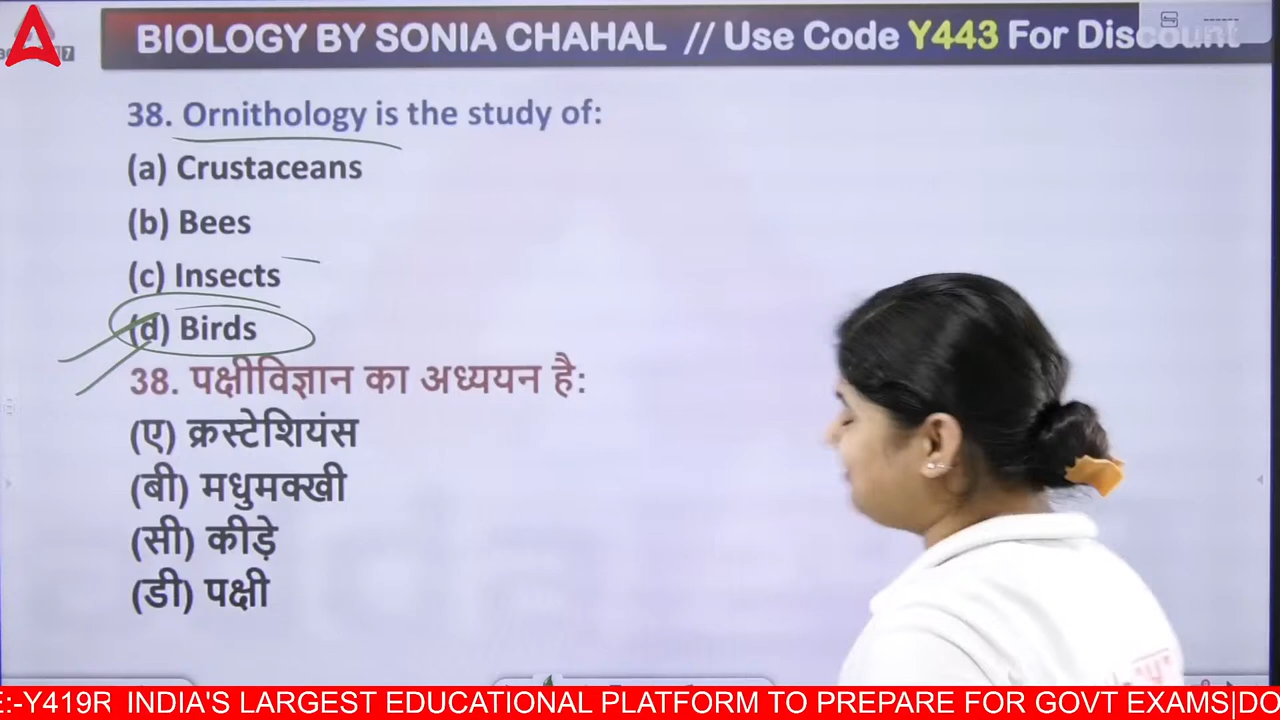 BIOLOGY BY SONIA CHAHAL // Use Code Y443 For Discount
38. Ornithology is the study of:
(a) Crustaceans
(b) Bees
(c) Insects
(d) Birds
38. पक्षीविज्ञान का अध्ययन है:
(ए) क्रस्टेशियंस
(बी) मधुमक्खी
(सी) कीड़े
(डी) पक्षी
E:-Y419R INDIA'S LARGEST EDUCATIONAL PLATFORM TO PREPARE FOR GOVT EXAMS|DO